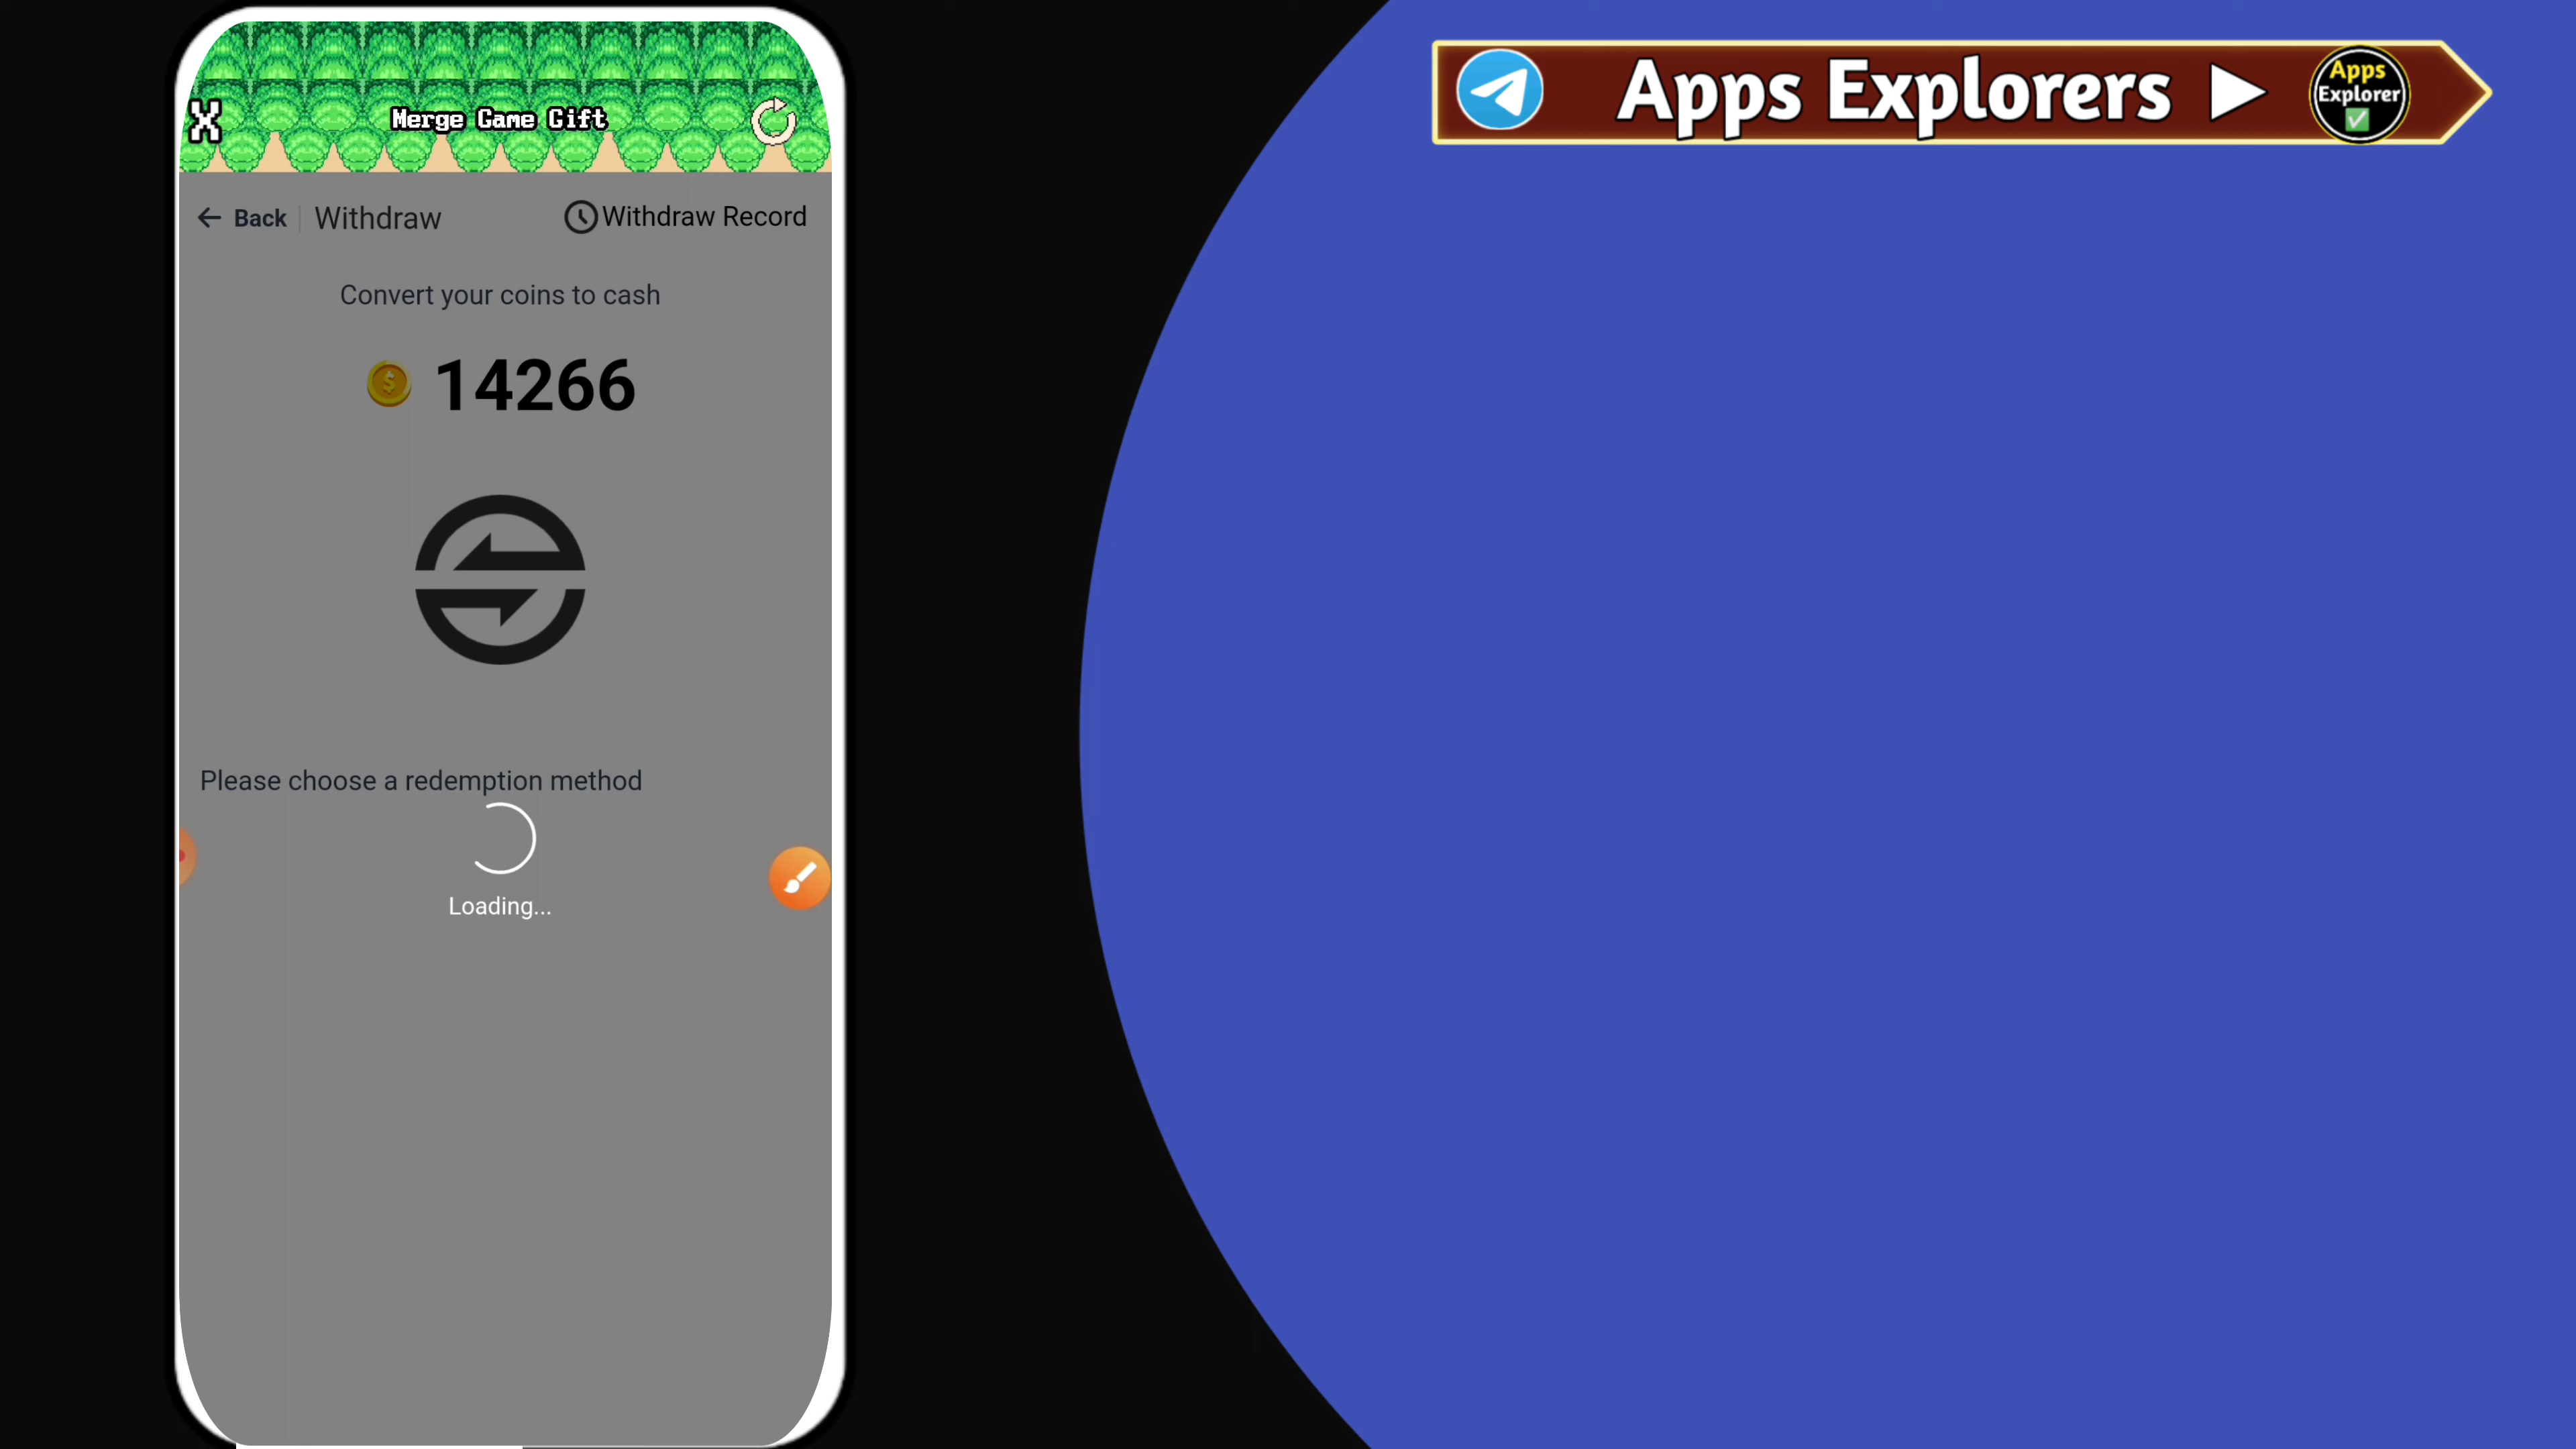 Apps Explorers
Apps
Explorer
X
Merge Game Gift
Back
Withdraw
Withdraw Record
Convert your coins to cash
$ 14266
Please choose a redemption method
Loading...